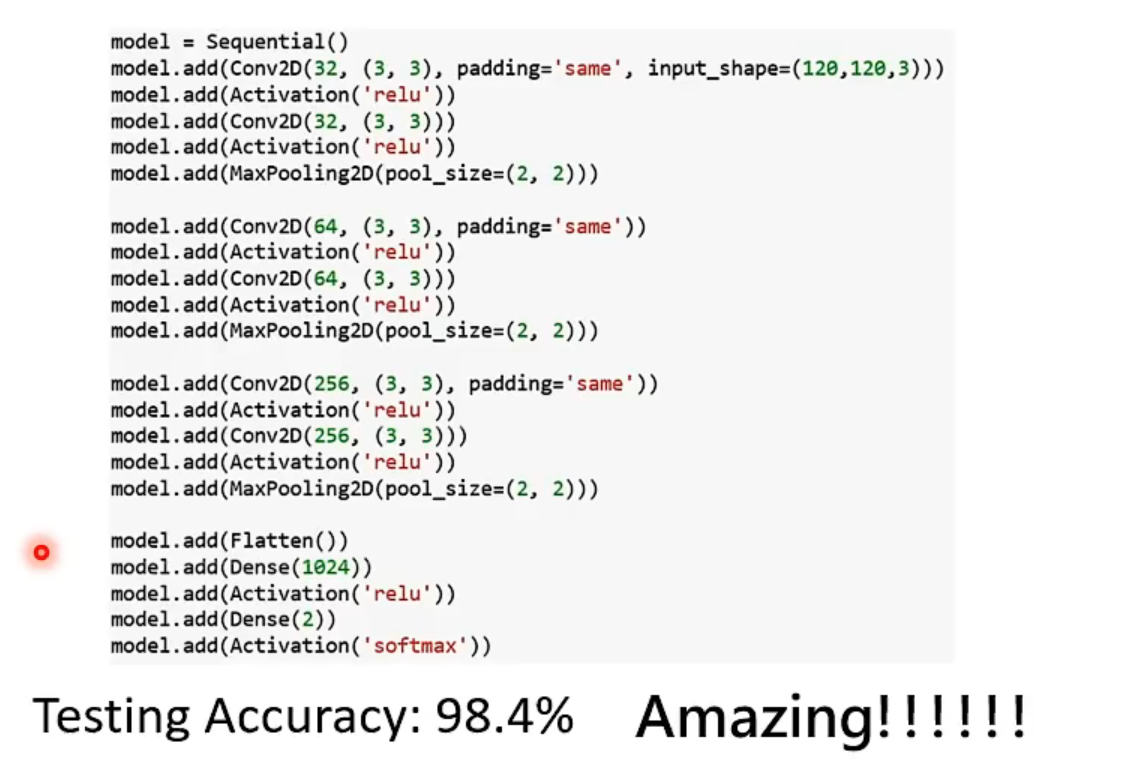 model = Sequential()
model.add(Conv2D(32, (3, 3), padding='same', input_shape=(120,120,3)))
model.add(Activation('relu'))
model.add(Conv2D(32, (3, 3)))
model.add(Activation('relu'))
model.add(MaxPooling2D(pool_size=(2, 2)))

model.add(Conv2D(64, (3, 3), padding='same'))
model.add(Activation('relu'))
model.add(Conv2D(64, (3, 3)))
model.add(Activation('relu'))
model.add(MaxPooling2D(pool_size=(2, 2)))

model.add(Conv2D(256, (3, 3), padding='same'))
model.add(Activation('relu'))
model.add(Conv2D(256, (3, 3)))
model.add(Activation('relu'))
model.add(MaxPooling2D(pool_size=(2, 2)))

model.add(Flatten())
model.add(Dense(1024))
model.add(Activation('relu'))
model.add(Dense(2))
model.add(Activation('softmax'))
Testing Accuracy: 98.4% Amazing!!!!!!